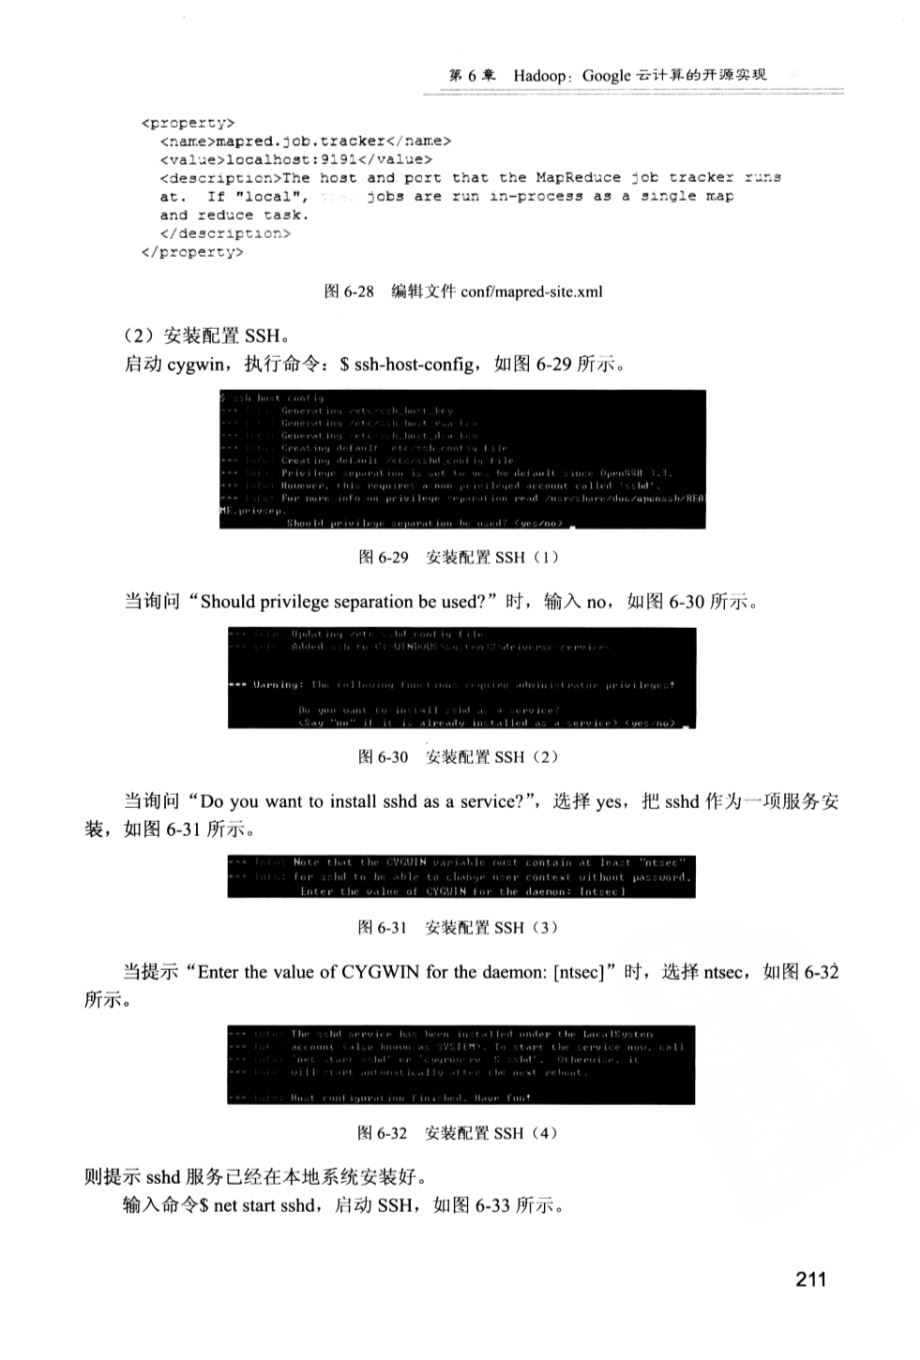 第 6 章 Hadoop：Google 云计算的开源实现
<property>
<name>mapred.job.tracker</name>
<value>localhost:9191</value>
<description>The host and port that the MapReduce job tracker runs
at. If "local", jobs are run in-process as a single map
and reduce task.
</description>
</property>
图 6-28 编辑文件 conf/mapred-site.xml
（2）安装配置 SSH。
启动 cygwin，执行命令：$ ssh-host-config，如图 6-29 所示。
$ ssh-host-config
*** Info: Generating /etc/ssh_host_key
*** Info: Generating /etc/ssh_host_rsa_key
*** Info: Generating /etc/ssh_host_dsa_key
*** Info: Creating default /etc/ssh_config file
*** Info: Creating default /etc/sshd_config file
*** Info: Privilege separation is set to yes by default since OpenSSH 3.3.
*** Info: However, this requires a non-privileged account called 'sshd'.
*** Info: For more info on privilege separation read /usr/share/doc/openssh/REA
ME.privsep.
Should privilege separation be used? (yes/no)
图 6-29 安装配置 SSH（1）
当询问“Should privilege separation be used?”时，输入 no，如图 6-30 所示。
*** Info: Updating /etc/sshd_config file
*** Info: Added ssh to C:\WINDOWS\system32\drivers\etc\services
*** Warning: The following functions require administrator privileges!
Do you want to install sshd as a service?
(Say "no" if it is already installed as a service) (yes/no)
图 6-30 安装配置 SSH（2）
当询问“Do you want to install sshd as a service?”，选择 yes，把 sshd 作为一项服务安
装，如图 6-31 所示。
*** Info: Note that the CYGWIN variable must contain at least "ntsec"
*** Info: for sshd to be able to change user context without password.
Enter the value of CYGWIN for the daemon: [ntsec]
图 6-31 安装配置 SSH（3）
当提示“Enter the value of CYGWIN for the daemon: [ntsec]”时，选择 ntsec，如图 6-32
所示。
*** Info: The sshd service has been installed under the LocalSystem
*** Info: account (also known as SYSTEM). To start the service now, call
*** Info: 'net start sshd' or 'cygrunsrv -S sshd'. Otherwise, it
*** Info: will start automatically after the next reboot.
*** Info: Host configuration finished. Have fun!
图 6-32 安装配置 SSH（4）
则提示 sshd 服务已经在本地系统安装好。
输入命令$ net start sshd，启动 SSH，如图 6-33 所示。
211